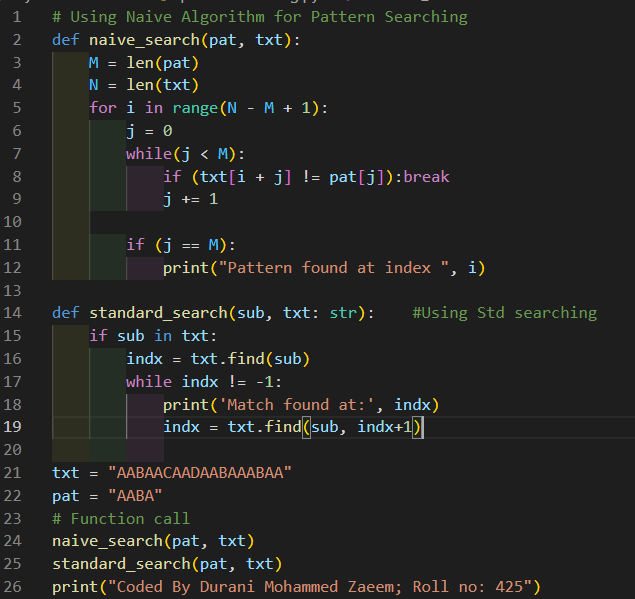 1 # Using Naive Algorithm for Pattern Searching
2 def naive_search(pat, txt):
3 M = len(pat)
4 N = len(txt)
5 for i in range(N - M + 1):
6 j = 0
7 while(j < M):
8 if (txt[i + j] != pat[j]):break
9 j += 1
10
11 if (j == M):
12 print("Pattern found at index ", i)
13
14 def standard_search(sub, txt: str): #Using Std searching
15 if sub in txt:
16 indx = txt.find(sub)
17 while indx != -1:
18 print('Match found at:', indx)
19 indx = txt.find(sub, indx+1)
20
21 txt = "AABAACAADAABAAABAA"
22 pat = "AABA"
23 # Function call
24 naive_search(pat, txt)
25 standard_search(pat, txt)
26 print("Coded By Durani Mohammed Zaeem; Roll no: 425")